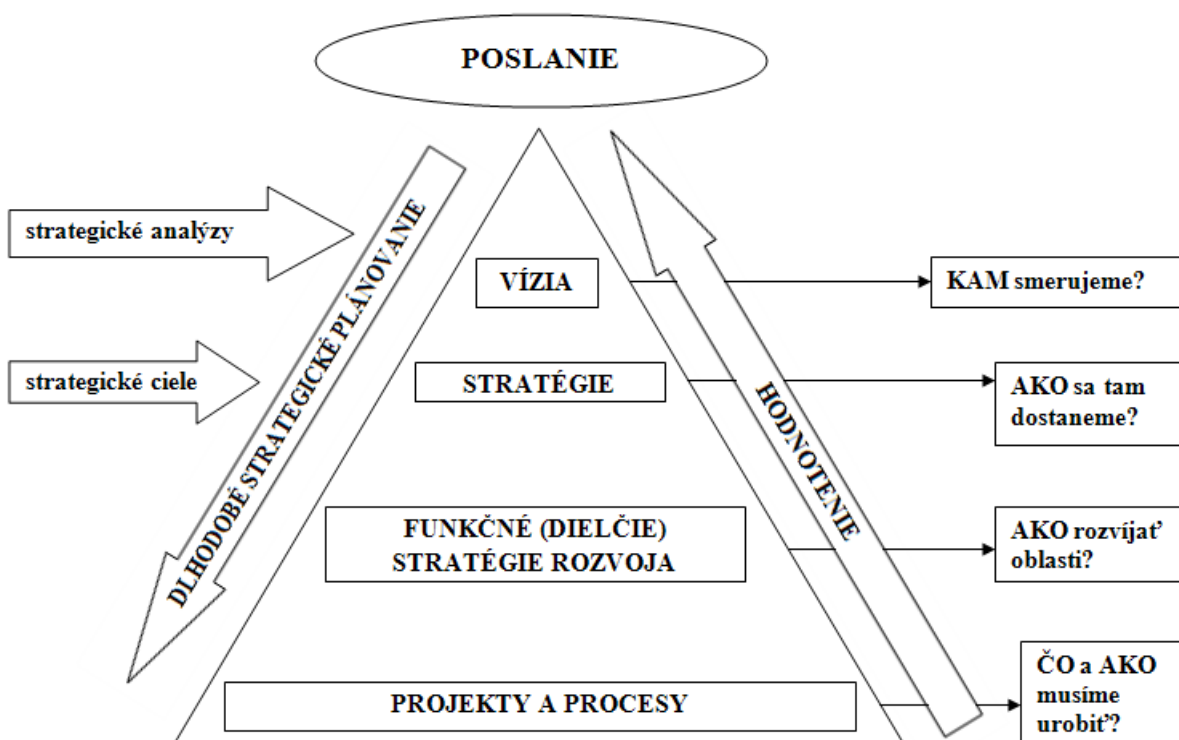 POSLANIE
strategické analýzy
strategické ciele
DLHODOBÉ STRATEGICKÉ PLÁNOVANIE
VÍZIA
KAM smerujeme?
STRATÉGIE
AKO sa tam
dostaneme?
HODNOTENIE
FUNKČNÉ (DIELČIE)
STRATÉGIE ROZVOJA
AKO rozvíjať
oblasti?
PROJEKTY A PROCESY
ČO a AKO
musíme
urobiť?